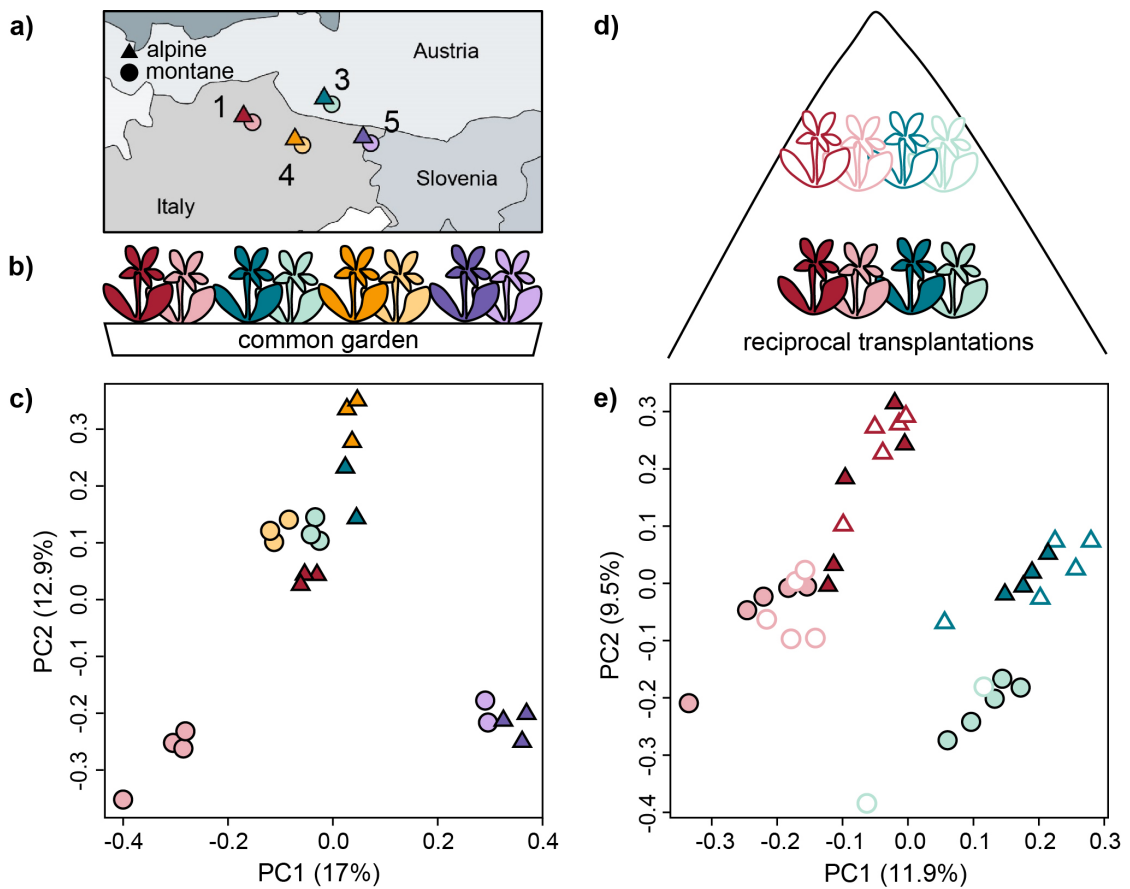 a)
alpine
montane
Austria
1
3
4
5
Slovenia
Italy
b)
common garden
c)
0.3
0.2
0.1
0.0
-0.1
-0.2
-0.3
PC2 (12.9%)
-0.4
-0.2
0.0
0.2
0.4
PC1 (17%)
d)
reciprocal transplantations
e)
0.3
0.2
0.1
0.0
-0.1
-0.2
-0.3
-0.4
PC2 (9.5%)
-0.3
-0.2
-0.1
0.0
0.1
0.2
0.3
PC1 (11.9%)